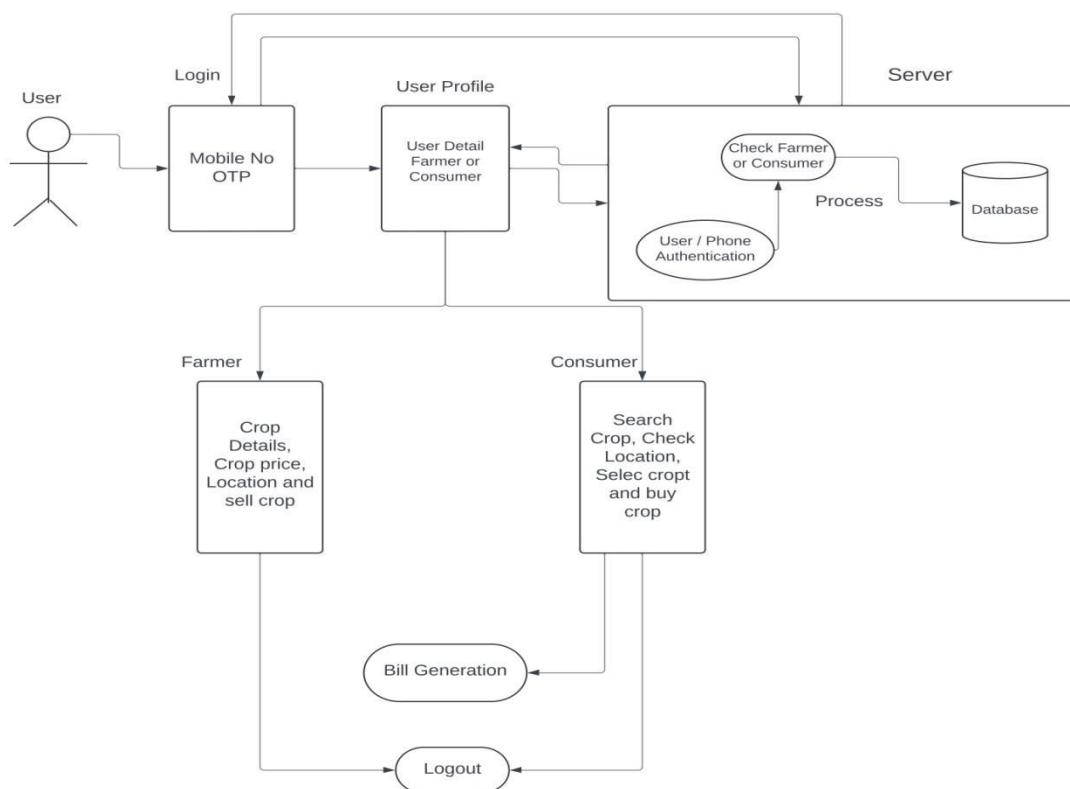 Login
User
User Profile
Server
Mobile No
OTP
User Detail
Farmer or
Consumer
Check Farmer
or Consumer
Process
Database
User / Phone
Authentication
Farmer
Consumer
Crop
Details,
Crop price,
Location and
sell crop
Search
Crop, Check
Location,
Selec cropt
and buy
crop
Bill Generation
Logout